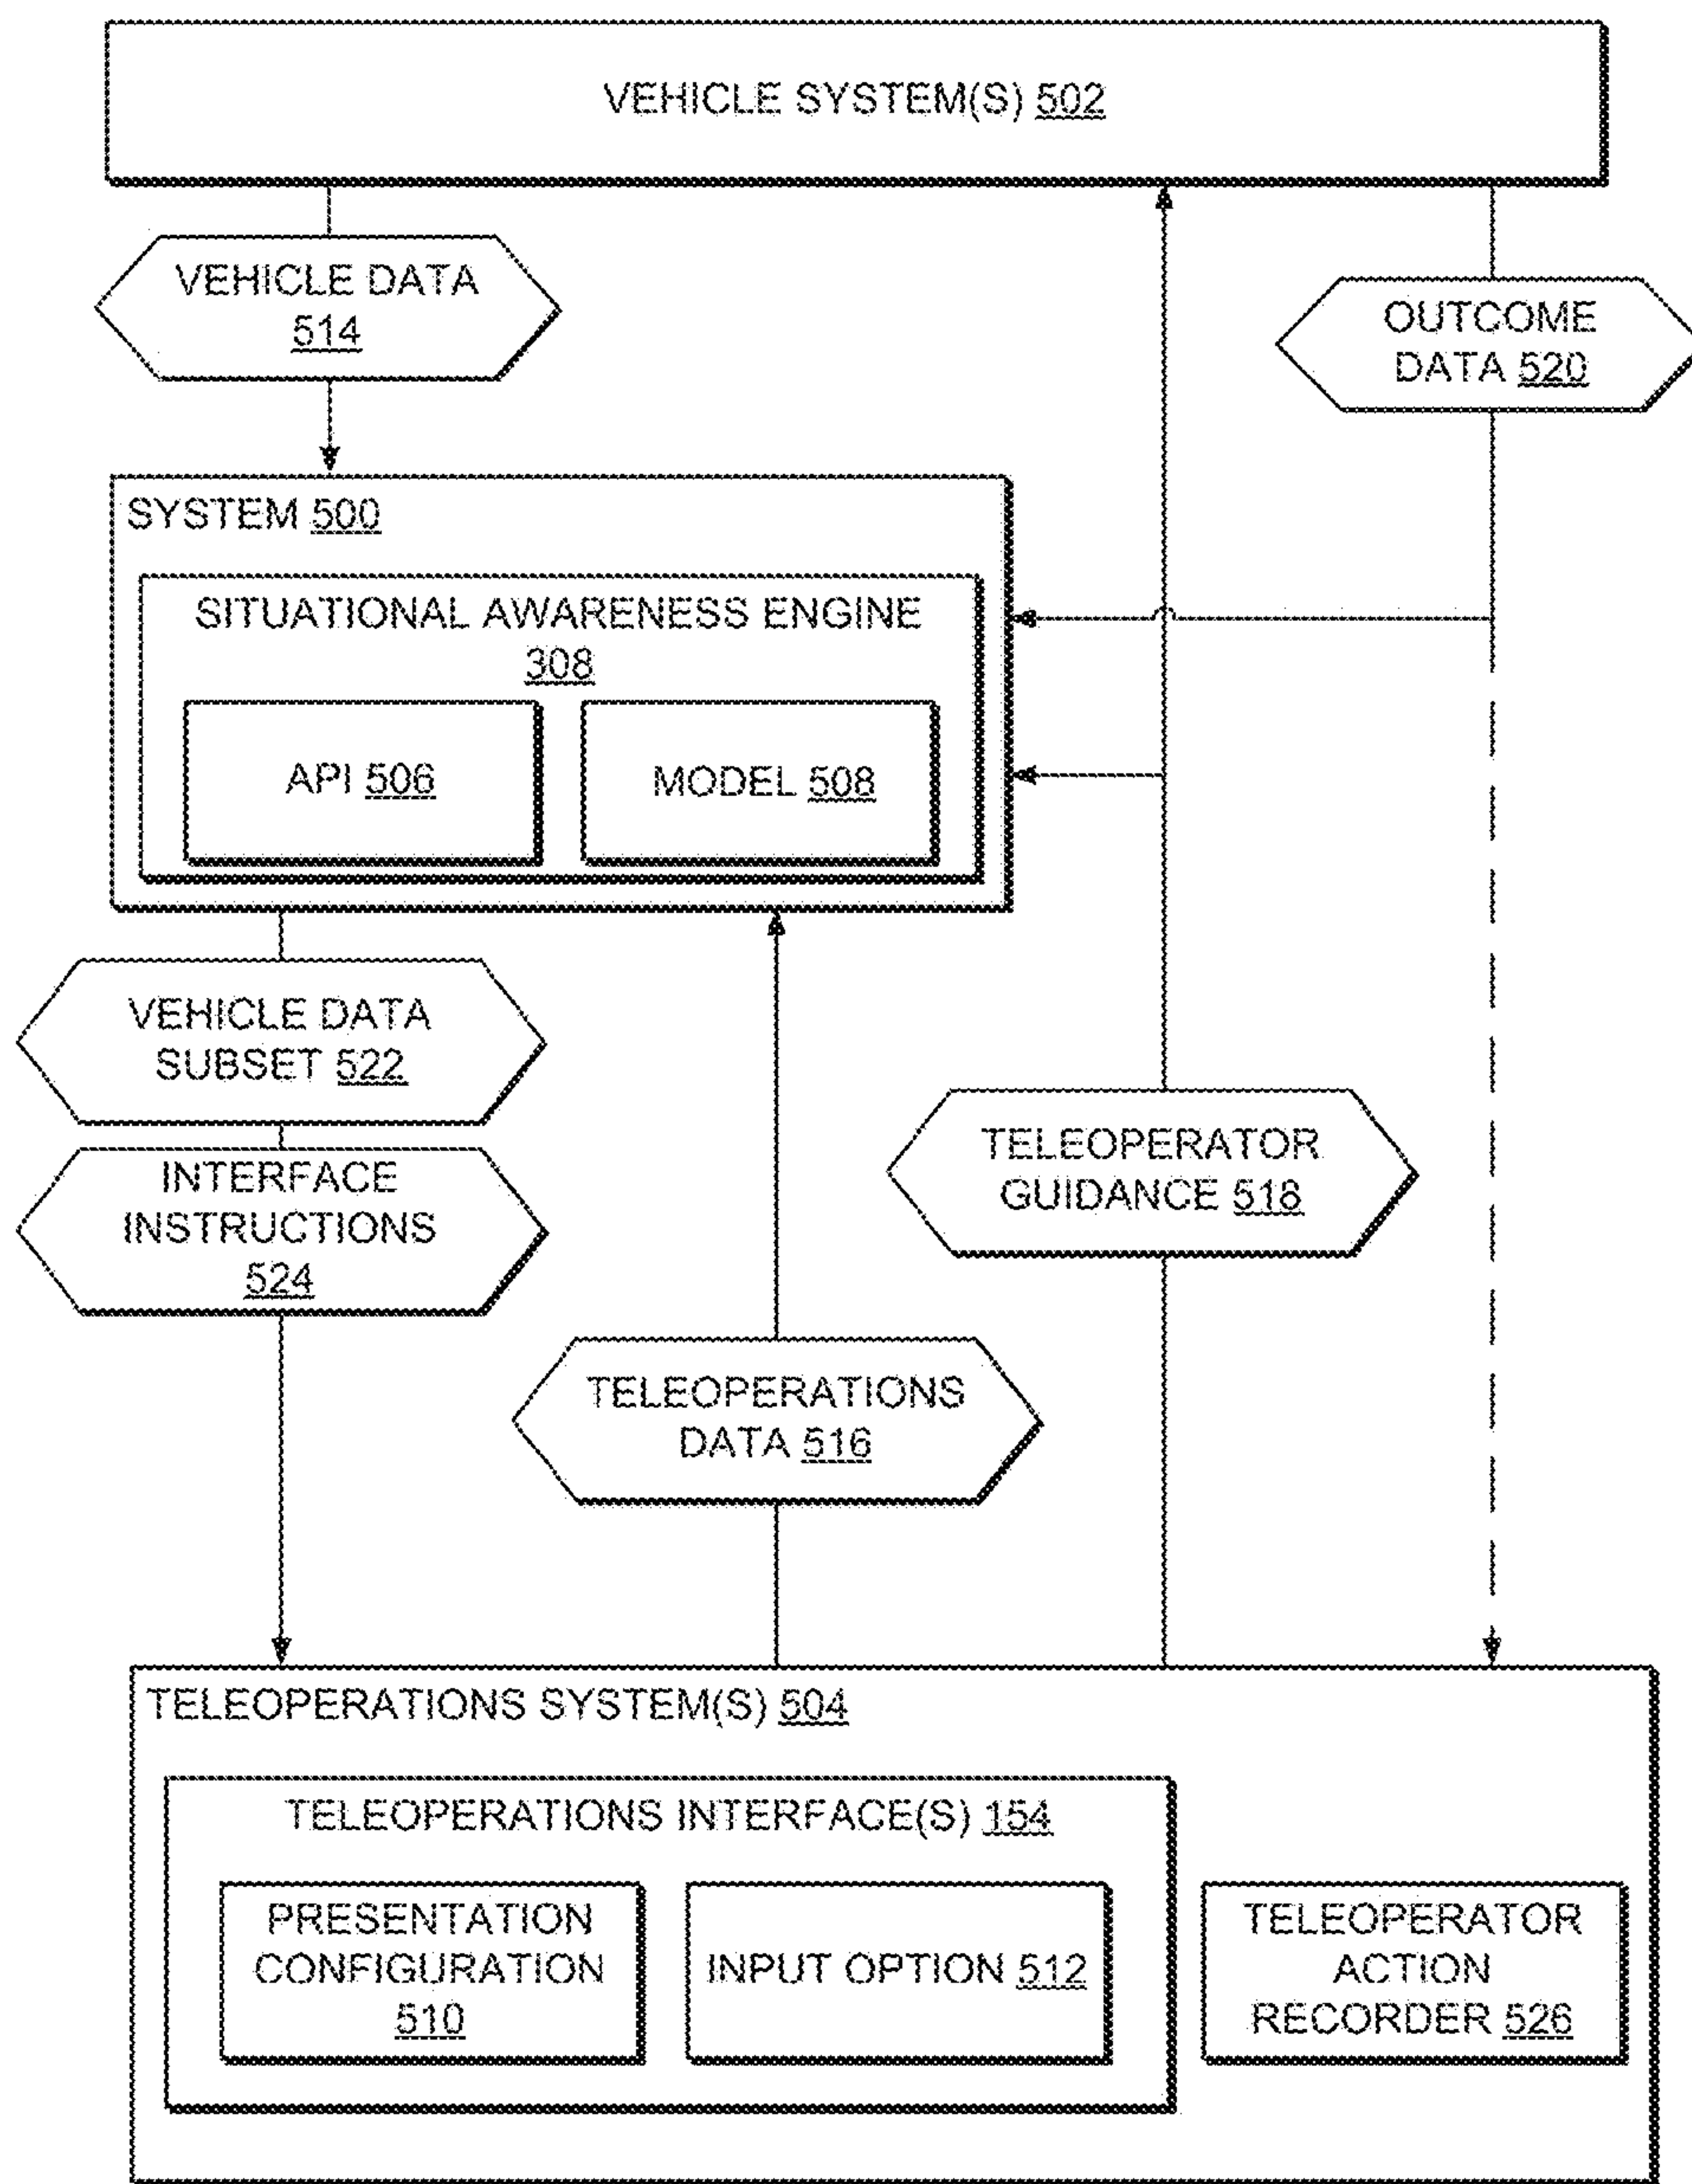 VEHICLE SYSTEM(S) 502
VEHICLE DATA
514
OUTCOME
DATA 520
SYSTEM 500
SITUATIONAL AWARENESS ENGINE
308
API 506
MODEL 508
VEHICLE DATA
SUBSET 522
INTERFACE
INSTRUCTIONS
524
TELEOPERATOR
GUIDANCE 518
TELEOPERATIONS
DATA 516
TELEOPERATIONS SYSTEM(S) 504
TELEOPERATIONS INTERFACE(S) 154
PRESENTATION
CONFIGURATION
510
INPUT OPTION 512
TELEOPERATOR
ACTION
RECORDER 526